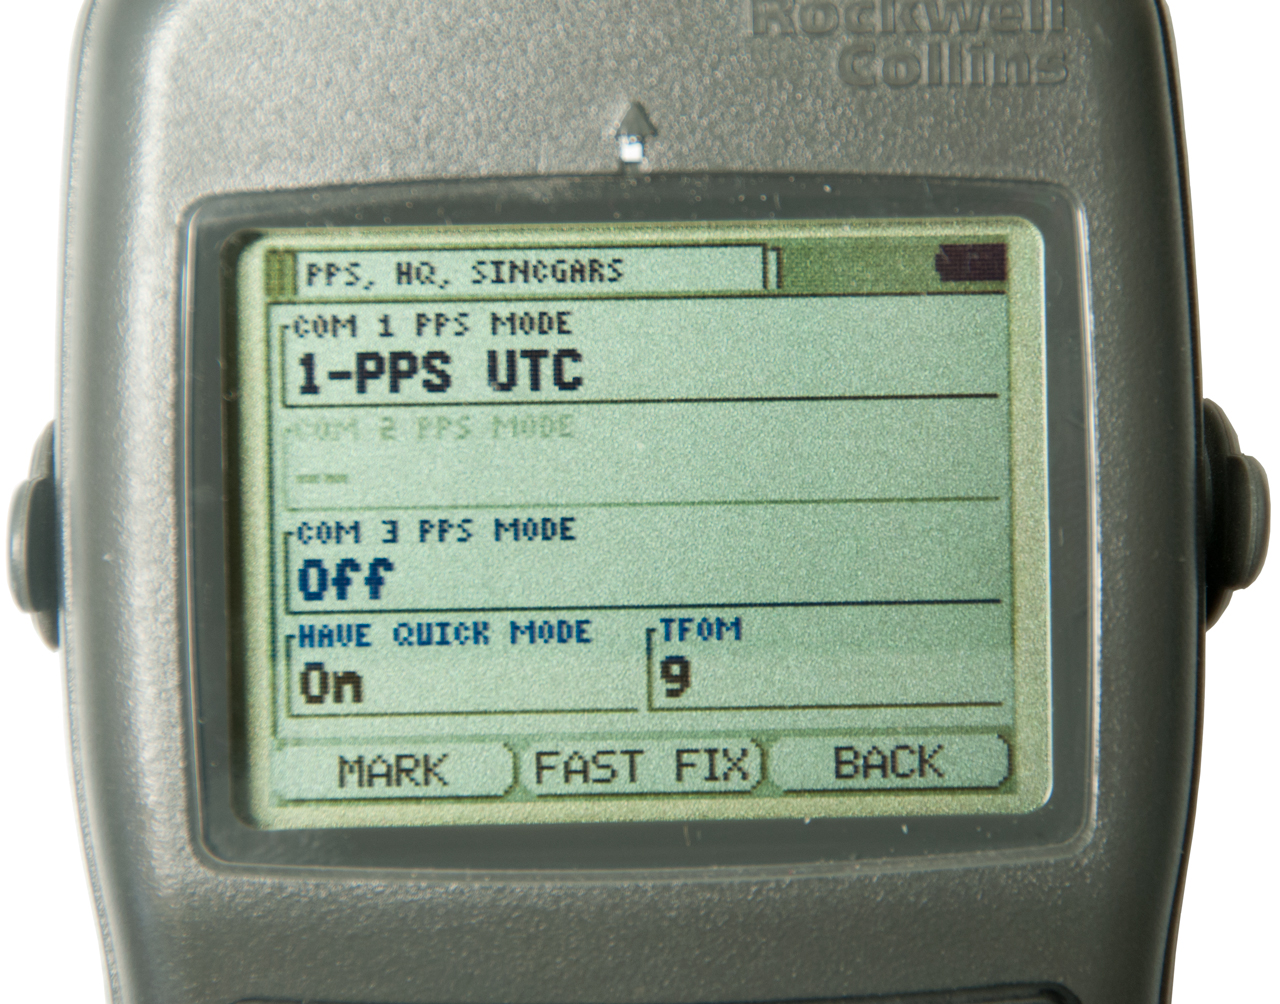 Rockwell
Collins
PPS, HQ, SINCGARS
COM 1 PPS MODE
1-PPS UTC
COM 2 PPS MODE
--
COM 3 PPS MODE
Off
HAVE QUICK MODE TFOM
On 9
MARK FAST FIX BACK